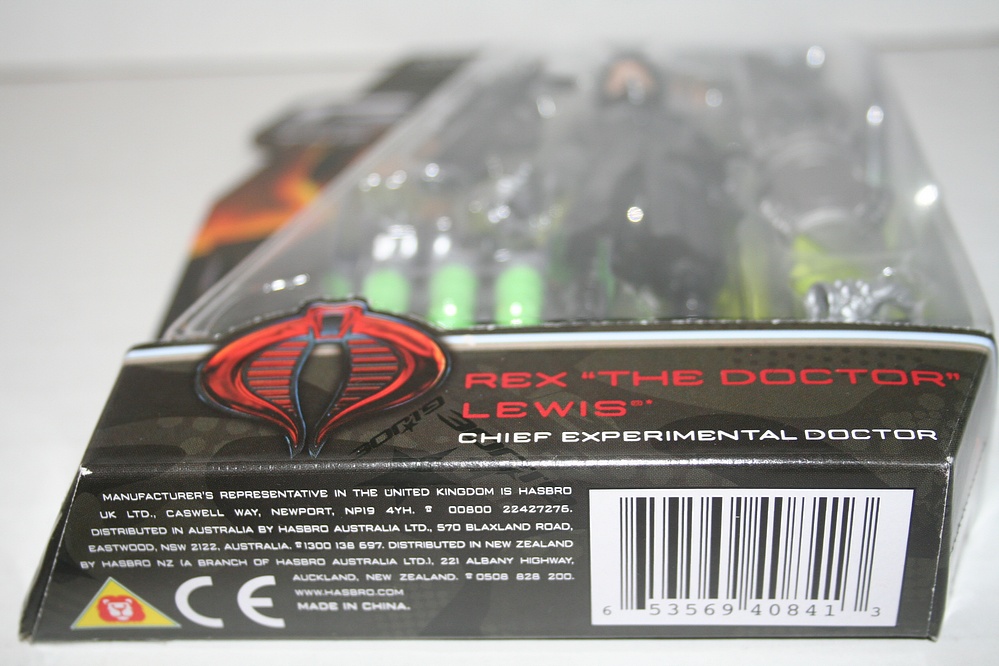 REX "THE DOCTOR"
LEWIS
CHIEF EXPERIMENTAL DOCTOR
MANUFACTURER'S REPRESENTATIVE IN THE UNITED KINGDOM IS HASBRO
UK LTD., CASWELL WAY, NEWPORT, NP19 4YH. ☎ 00800 22427276.
DISTRIBUTED IN AUSTRALIA BY HASBRO AUSTRALIA LTD., 570 BLAXLAND ROAD,
EASTWOOD, NSW 2122, AUSTRALIA. ☎ 1300 138 697. DISTRIBUTED IN NEW ZEALAND
BY HASBRO NZ (A BRANCH OF HASBRO AUSTRALIA LTD.), 221 ALBANY HIGHWAY,
AUCKLAND, NEW ZEALAND. ☎ 0508 828 200.
WWW.HASBRO.COM
MADE IN CHINA.
CE
6 53569 40841 3